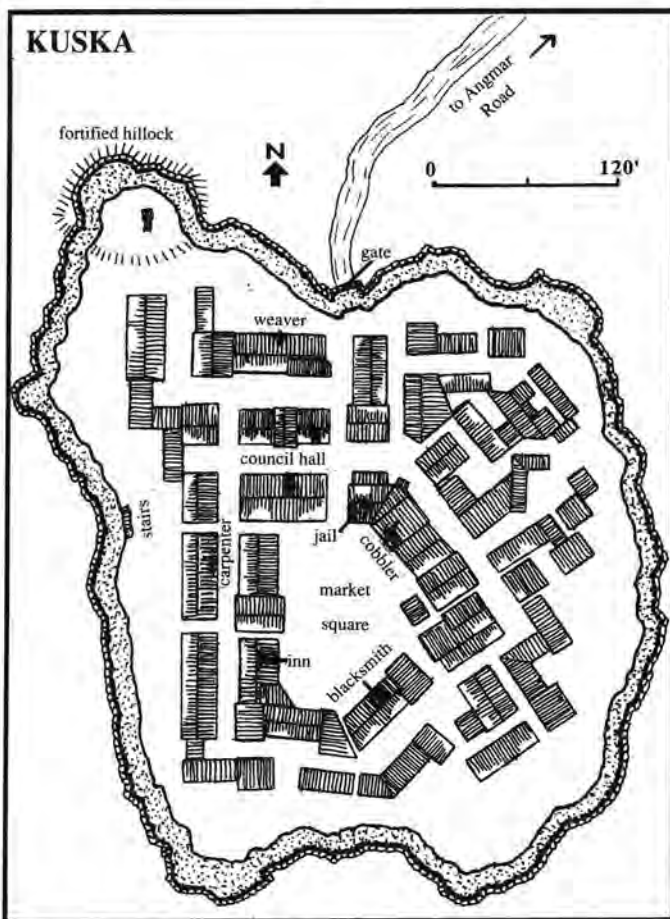 KUSKA
to Angmar
Road
fortified hillock
N
0 120'
gate
weaver
council hall
stairs
carpenter
jail
cobbler
market
square
inn
blacksmith